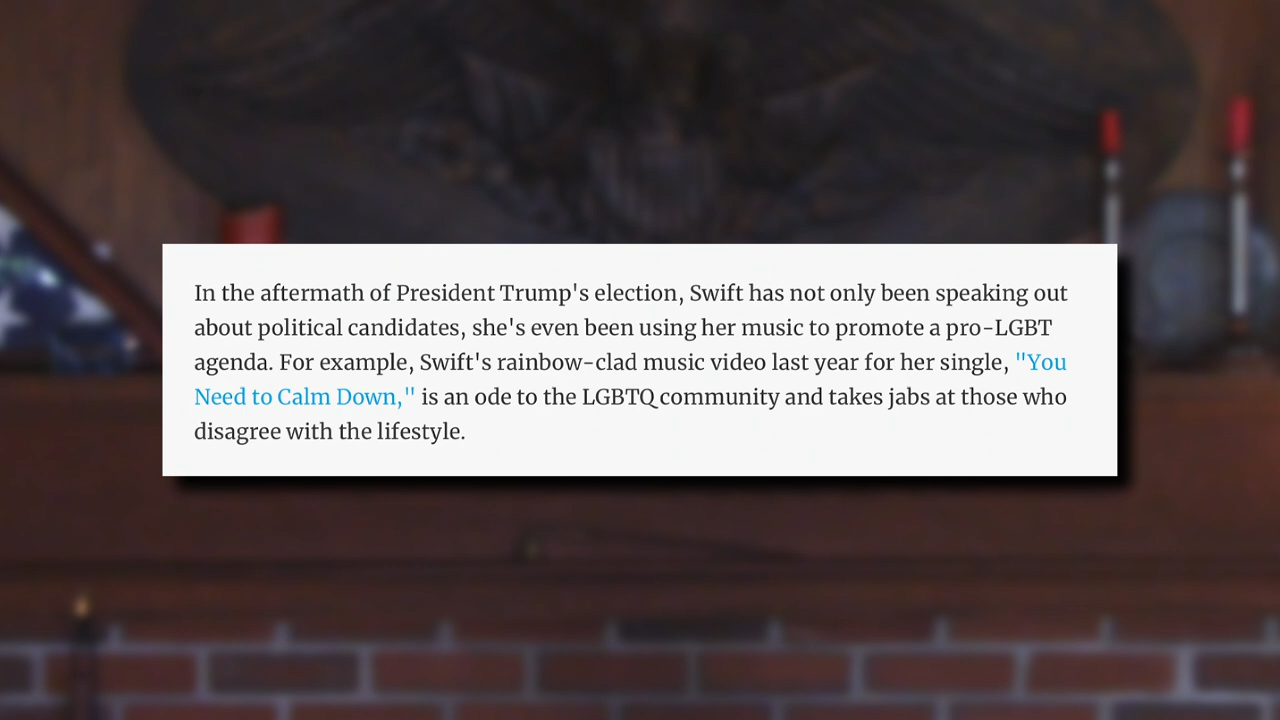 In the aftermath of President Trump's election, Swift has not only been speaking out
about political candidates, she's even been using her music to promote a pro-LGBT
agenda. For example, Swift's rainbow-clad music video last year for her single, "You
Need to Calm Down," is an ode to the LGBTQ community and takes jabs at those who
disagree with the lifestyle.